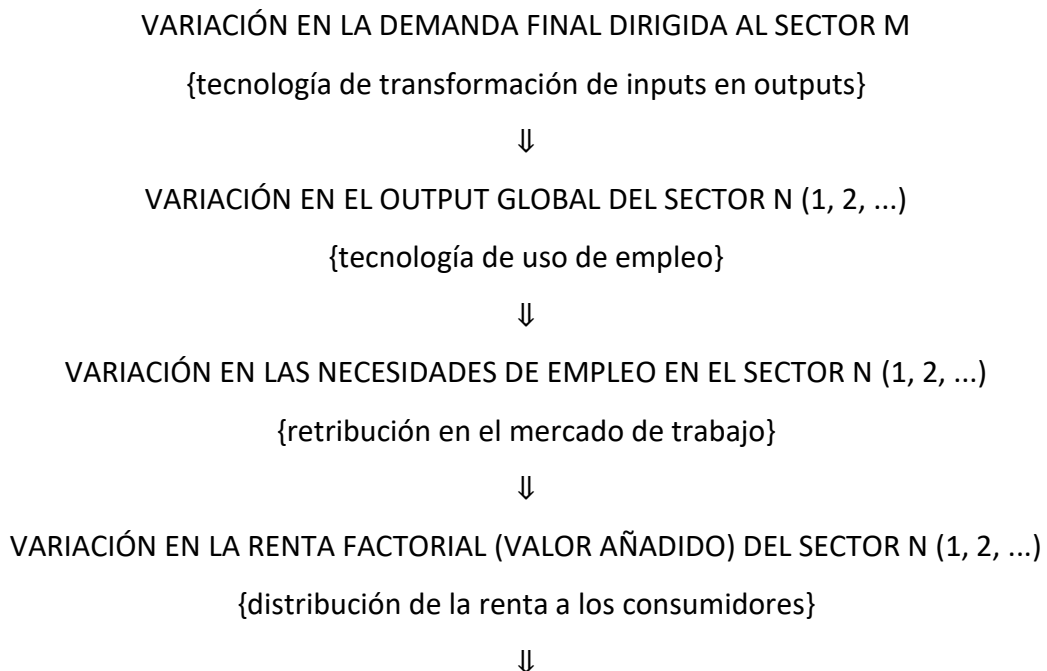 VARIACIÓN EN LA DEMANDA FINAL DIRIGIDA AL SECTOR M
{tecnología de transformación de inputs en outputs}
⇓
VARIACIÓN EN EL OUTPUT GLOBAL DEL SECTOR N (1, 2, ...)
{tecnología de uso de empleo}
⇓
VARIACIÓN EN LAS NECESIDADES DE EMPLEO EN EL SECTOR N (1, 2, ...)
{retribución en el mercado de trabajo}
⇓
VARIACIÓN EN LA RENTA FACTORIAL (VALOR AÑADIDO) DEL SECTOR N (1, 2, ...)
{distribución de la renta a los consumidores}
⇓